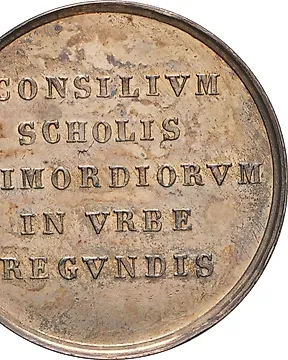 CONSILIVM
SCHOLIS
IMORDIORVM
IN VRBE
REGVNDIS